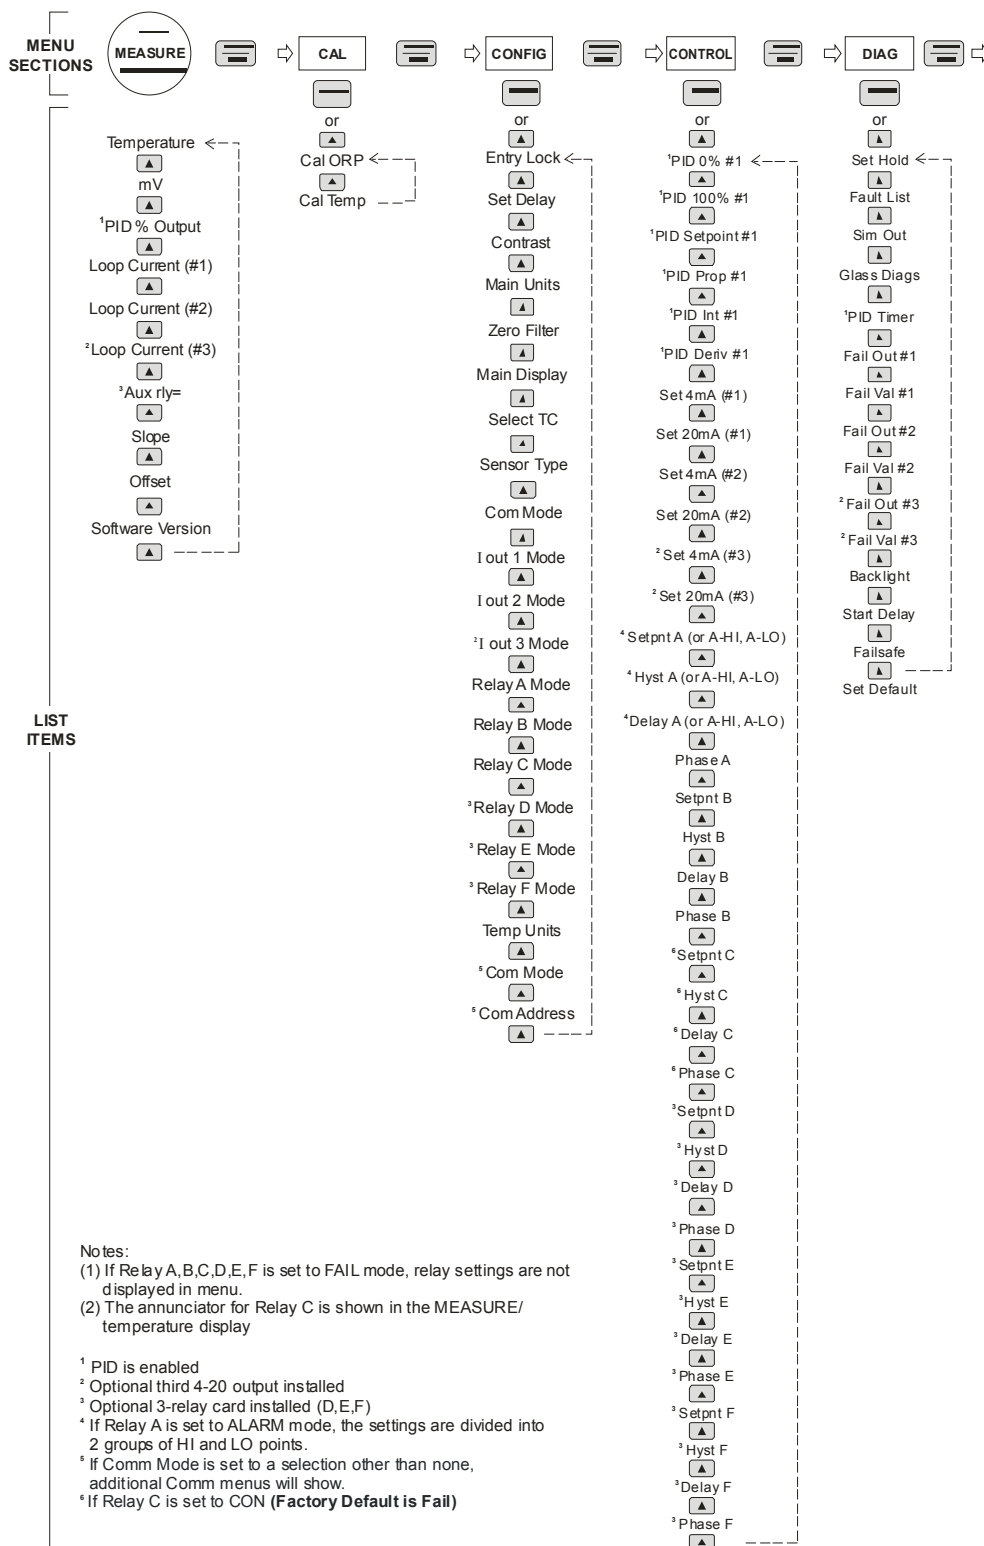 MENU
SECTIONS
MEASURE
CAL
CONFIG
CONTROL
DIAG
LIST
ITEMS
Temperature
mV
¹PID % Output
Loop Current (#1)
Loop Current (#2)
²Loop Current (#3)
³Aux rly=
Slope
Offset
Software Version
or
Cal ORP
Cal Temp
or
Entry Lock
Set Delay
Contrast
Main Units
Zero Filter
Main Display
Select TC
Sensor Type
Com Mode
I out 1 Mode
I out 2 Mode
²I out 3 Mode
Relay A Mode
Relay B Mode
Relay C Mode
³Relay D Mode
³Relay E Mode
³Relay F Mode
Temp Units
⁵Com Mode
⁵Com Address
or
¹PID 0% #1
¹PID 100% #1
¹PID Setpoint #1
¹PID Prop #1
¹PID Int #1
¹PID Deriv #1
Set 4mA (#1)
Set 20mA (#1)
Set 4mA (#2)
Set 20mA (#2)
²Set 4mA (#3)
²Set 20mA (#3)
⁴Setpnt A (or A-HI, A-LO)
⁴Hyst A (or A-HI, A-LO)
⁴Delay A (or A-HI, A-LO)
Phase A
Setpnt B
Hyst B
Delay B
Phase B
⁶Setpnt C
⁶Hyst C
⁶Delay C
⁶Phase C
³Setpnt D
³Hyst D
³Delay D
³Phase D
³Setpnt E
³Hyst E
³Delay E
³Phase E
³Setpnt F
³Hyst F
³Delay F
³Phase F
or
Set Hold
Fault List
Sim Out
Glass Diags
¹PID Timer
Fail Out #1
Fail Val #1
Fail Out #2
Fail Val #2
²Fail Out #3
²Fail Val #3
Backlight
Start Delay
Failsafe
Set Default
Notes:
(1) If Relay A,B,C,D,E,F is set to FAIL mode, relay settings are not
displayed in menu.
(2) The annunciator for Relay C is shown in the MEASURE/
temperature display
¹ PID is enabled
² Optional third 4-20 output installed
³ Optional 3-relay card installed (D,E,F)
⁴ If Relay A is set to ALARM mode, the settings are divided into
2 groups of HI and LO points.
⁵ If Comm Mode is set to a selection other than none,
additional Comm menus will show.
⁶ If Relay C is set to CON (Factory Default is Fail)